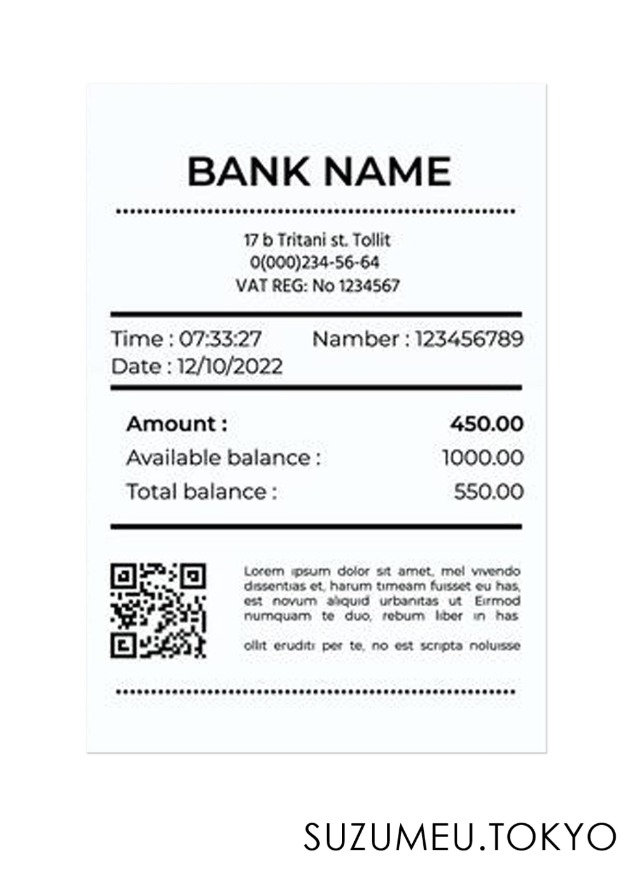 BANK NAME
17 b Tritani st. Tollit
0(000)234-56-64
VAT REG: No 1234567
Time : 07:33:27 Namber : 123456789
Date : 12/10/2022
Amount : 450.00
Available balance : 1000.00
Total balance : 550.00
Lorem ipsum dolor sit amet, mel vivendo
dissentias et, harum timeam fuisset eu has,
est novum aliquid urbanitas ut Eirmod
numquam te duo, rebum liber in has
ollit eruditi per te, no est scripta noluisse
SUZUMEU.TOKYO